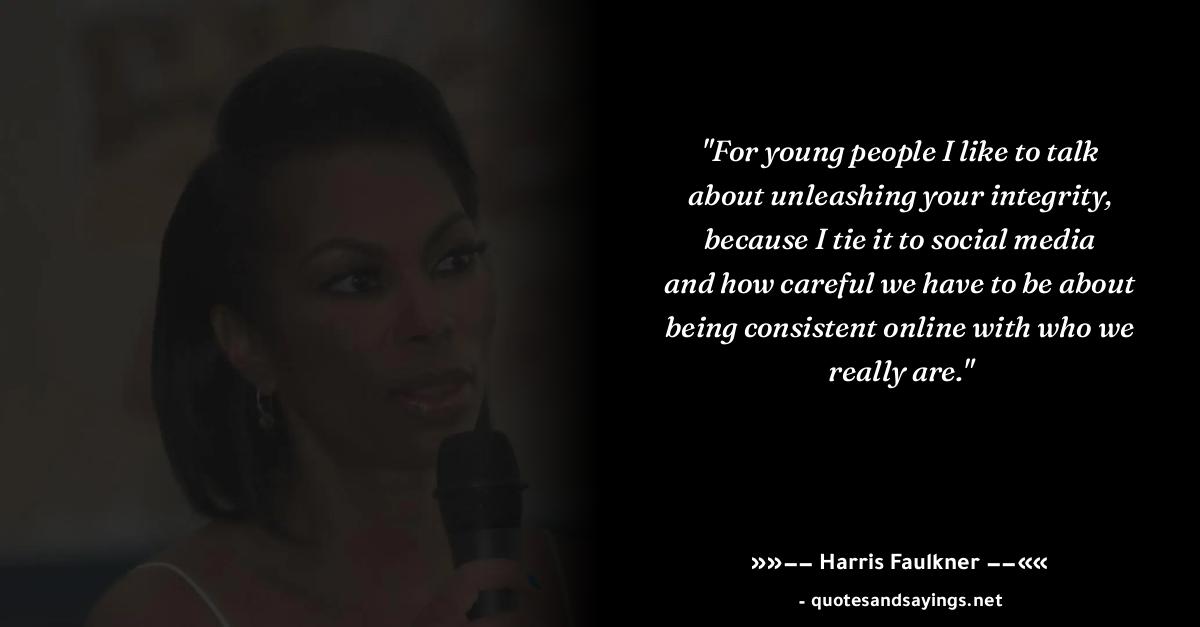 "For young people I like to talk
about unleashing your integrity,
because I tie it to social media
and how careful we have to be about
being consistent online with who we
really are."
»»−− Harris Faulkner −−««
- quotesandsayings.net